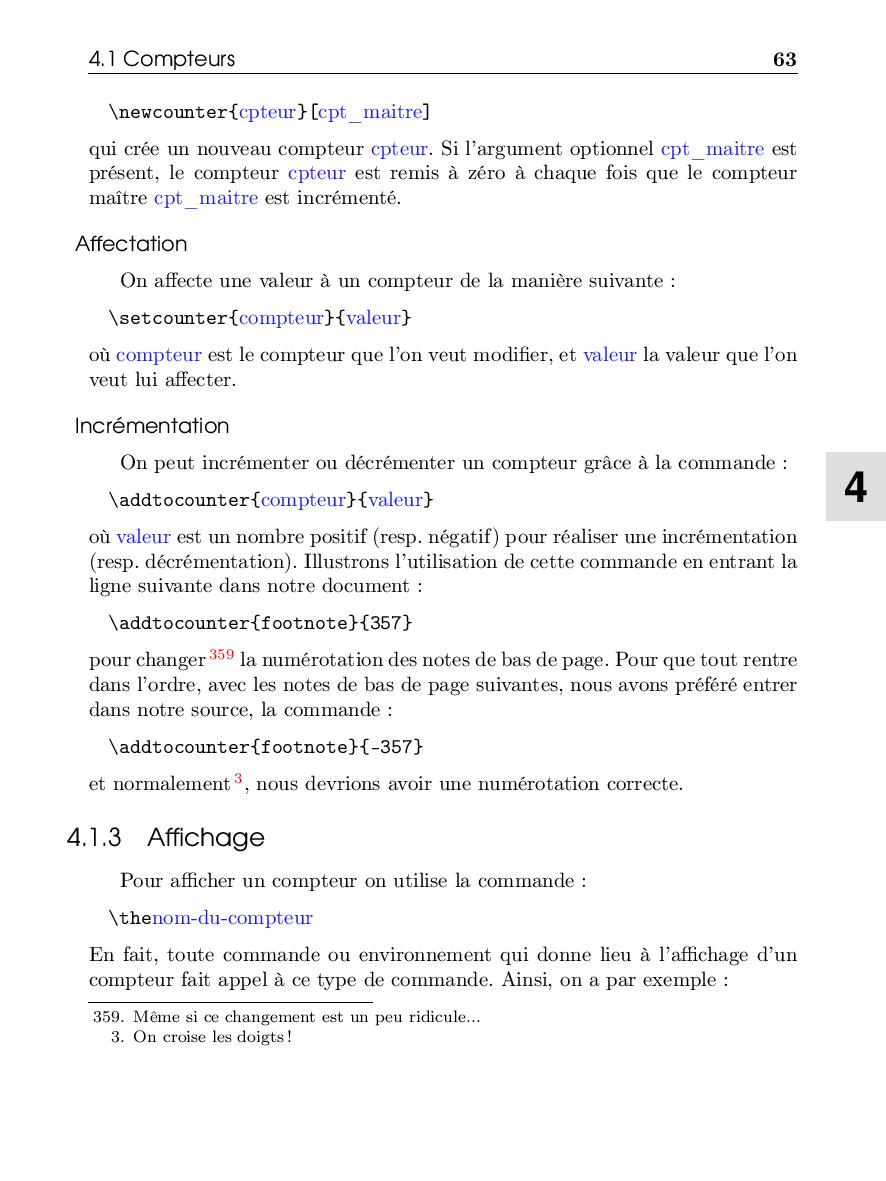 4.1 Compteurs 63
\newcounter{cpteur}[cpt_maitre]
qui crée un nouveau compteur cpteur. Si l'argument optionnel cpt_maitre est
présent, le compteur cpteur est remis à zéro à chaque fois que le compteur
maître cpt_maitre est incrémenté.
Affectation
On affecte une valeur à un compteur de la manière suivante :
\setcounter{compteur}{valeur}
où compteur est le compteur que l'on veut modifier, et valeur la valeur que l'on
veut lui affecter.
Incrémentation
On peut incrémenter ou décrémenter un compteur grâce à la commande :
\addtocounter{compteur}{valeur}
4
où valeur est un nombre positif (resp. négatif) pour réaliser une incrémentation
(resp. décrémentation). Illustrons l'utilisation de cette commande en entrant la
ligne suivante dans notre document :
\addtocounter{footnote}{357}
pour changer 359 la numérotation des notes de bas de page. Pour que tout rentre
dans l'ordre, avec les notes de bas de page suivantes, nous avons préféré entrer
dans notre source, la commande :
\addtocounter{footnote}{-357}
et normalement 3, nous devrions avoir une numérotation correcte.
4.1.3 Affichage
Pour afficher un compteur on utilise la commande :
\thenom-du-compteur
En fait, toute commande ou environnement qui donne lieu à l'affichage d'un
compteur fait appel à ce type de commande. Ainsi, on a par exemple :
359. Même si ce changement est un peu ridicule...
3. On croise les doigts !